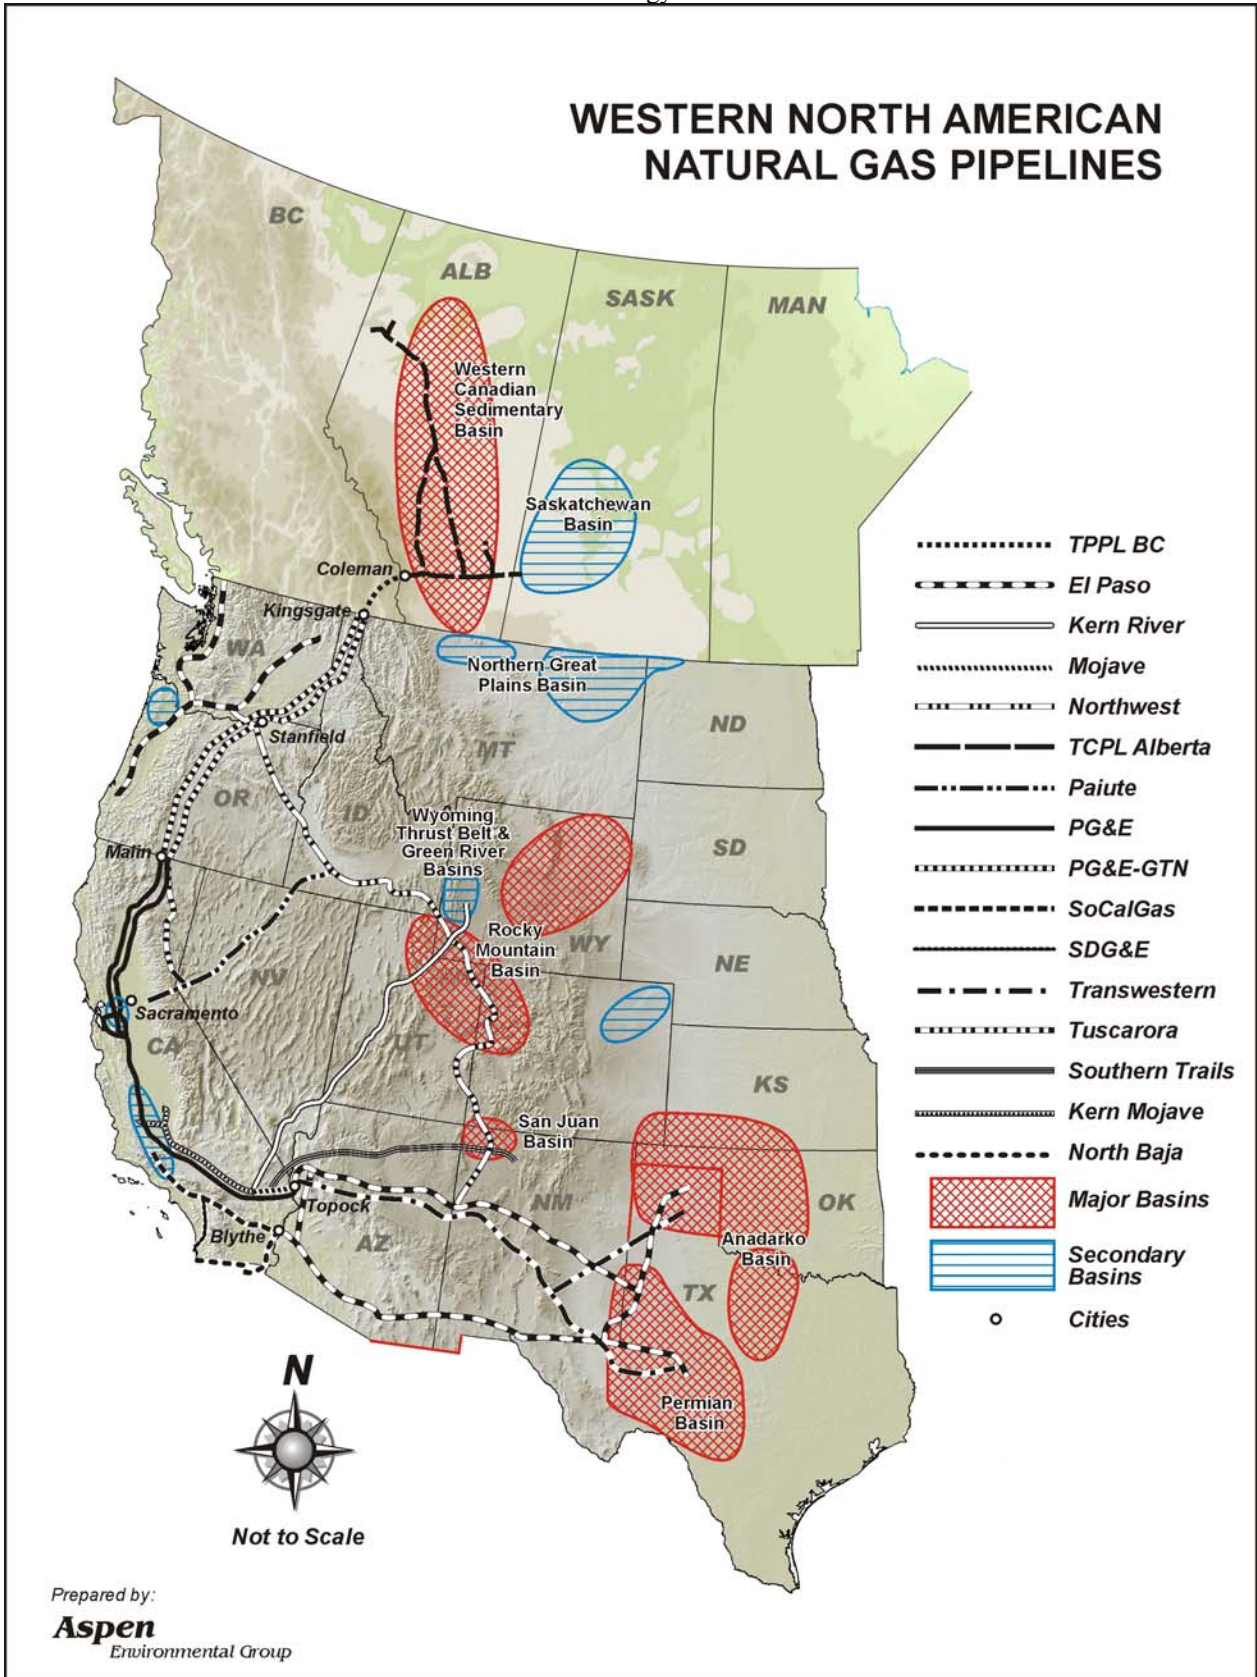 gy
WESTERN NORTH AMERICAN
NATURAL GAS PIPELINES
BC
ALB
SASK
MAN
Western
Canadian
Sedimentary
Basin
Saskatchewan
Basin
Coleman
Kingsgate
WA
Northern Great
Plains Basin
Stanfield
MT
ND
OR
ID
Wyoming
Thrust Belt &
Green River
Basins
Malin
SD
Rocky
Mountain
Basin
WY
NE
NV
Sacramento
CA
UT
KS
San Juan
Basin
Topock
NM
OK
Blythe
AZ
Anadarko
Basin
TX
Permian
Basin
TPPL BC
El Paso
Kern River
Mojave
Northwest
TCPL Alberta
Paiute
PG&E
PG&E-GTN
SoCalGas
SDG&E
Transwestern
Tuscarora
Southern Trails
Kern Mojave
North Baja
Major Basins
Secondary
Basins
Cities
N
Not to Scale
Prepared by:
Aspen
Environmental Group